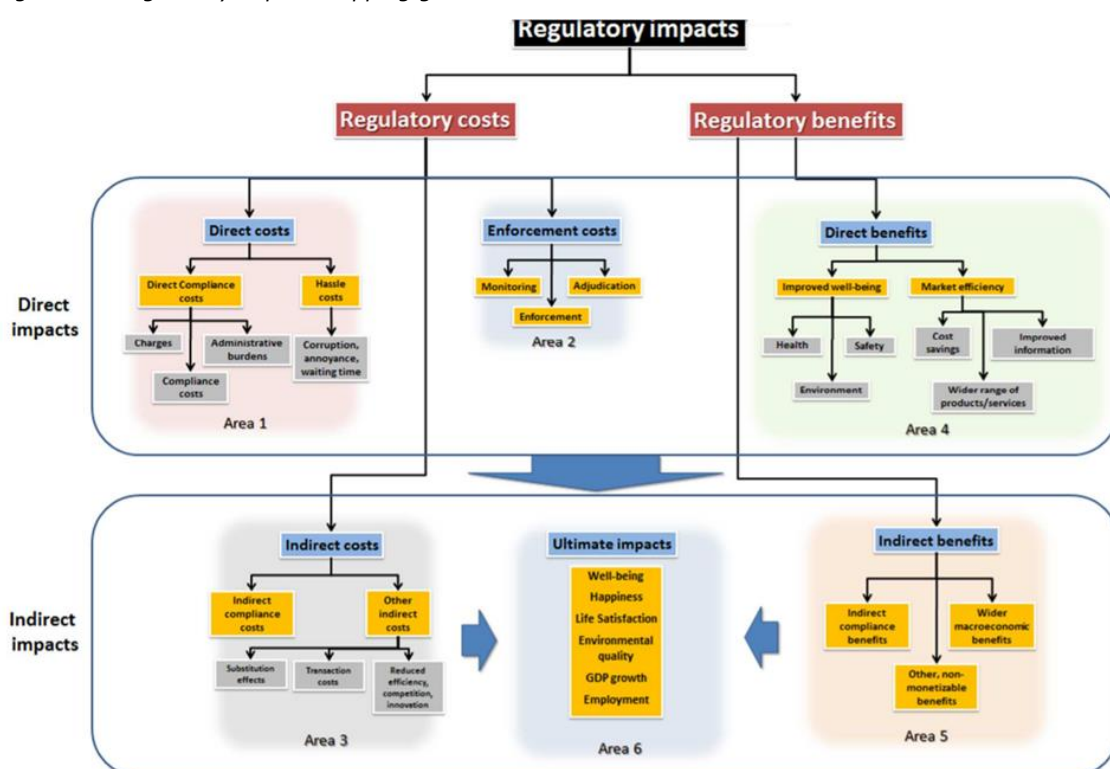 Regulatory impacts
Regulatory costs
Regulatory benefits
Direct
impacts
Direct costs
Direct Compliance
costs
Hassle
costs
Charges
Administrative
burdens
Corruption,
annoyance,
waiting time
Compliance
costs
Area 1
Enforcement costs
Monitoring
Adjudication
Enforcement
Area 2
Direct benefits
Improved well-being
Market efficiency
Health
Safety
Cost
savings
Improved
information
Environment
Wider range of
products/services
Area 4
Indirect
impacts
Indirect costs
Indirect
compliance
costs
Other
indirect costs
Substitution
effects
Transaction
costs
Reduced
efficiency,
competition,
innovation
Area 3
Ultimate impacts
Well-being
Happiness
Life Satisfaction
Environmental
quality
GDP growth
Employment
Area 6
Indirect benefits
Indirect
compliance
benefits
Wider
macroeconomic
benefits
Other, non-
monetizable
benefits
Area 5